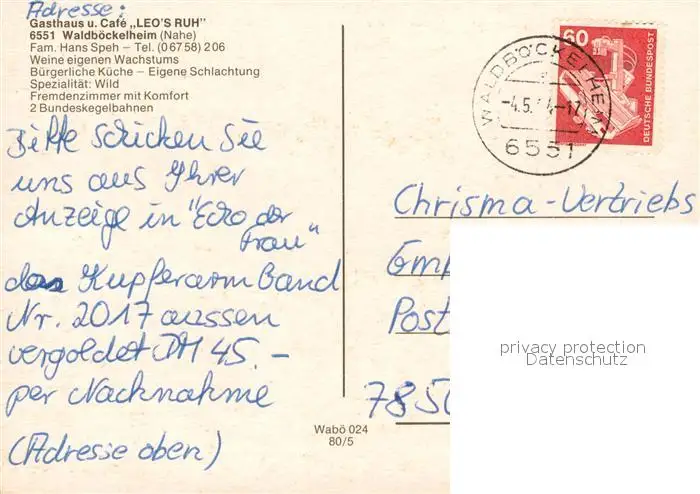 Adresse:
Gasthaus u. Café „LEO'S RUH"
6551 Waldböckelheim (Nahe)
Fam. Hans Speh – Tel. (06758) 206
Weine eigenen Wachstums
Bürgerliche Küche – Eigene Schlachtung
Spezialität: Wild
Fremdenzimmer mit Komfort
2 Bundeskegelbahnen
Bitte schicken Sie
uns aus Ihrer
Anzeige in "Echo der
Frau"
das Kupferarmband
Nr. 2017 aussen
vergoldet DM 45.-
per Nachnahme
(Adresse oben)
Wabö 024
80/5
60
DEUTSCHE BUNDESPOST
WALDBÖCKELHEIM
-4.5.
6551
Chrisma-Vertriebs
Gmp
Post
785
privacy protection
Datenschutz